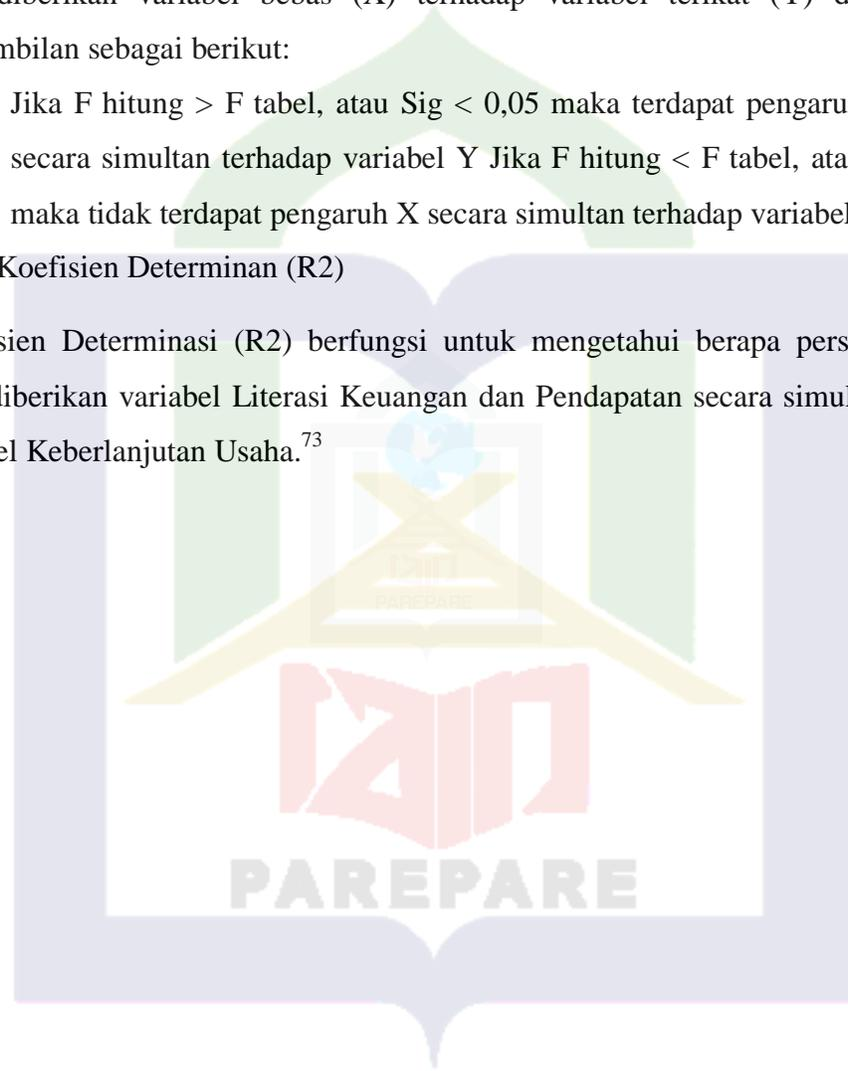 diberikan variabel bebas (X) terhadap variabel terikat (Y) d
mbilan sebagai berikut:
Jika F hitung > F tabel, atau Sig < 0,05 maka terdapat pengaru
secara simultan terhadap variabel Y Jika F hitung < F tabel, ata
maka tidak terdapat pengaruh X secara simultan terhadap variabel
Koefisien Determinan (R2)
sien Determinasi (R2) berfungsi untuk mengetahui berapa pers
diberikan variabel Literasi Keuangan dan Pendapatan secara simul
el Keberlanjutan Usaha.73
iain
PAREPARE
iain
PAREPARE